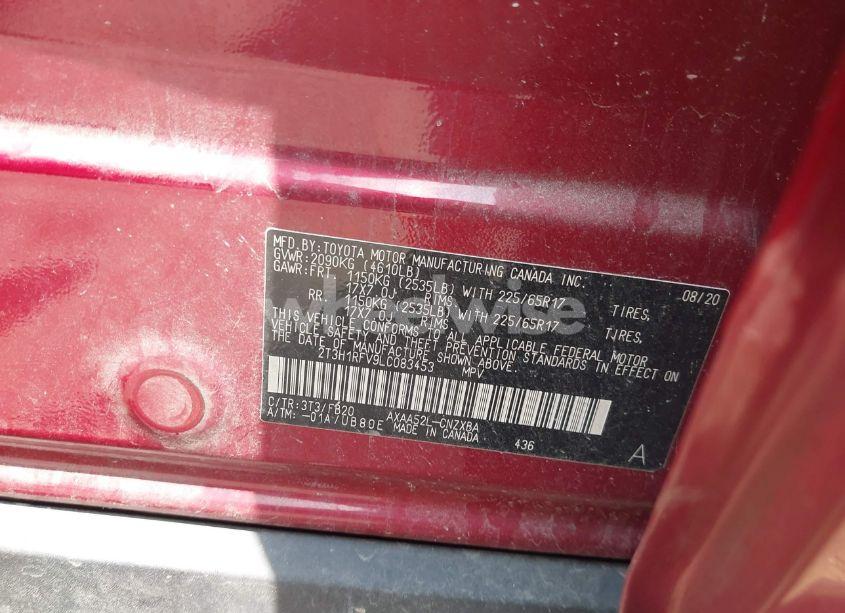 MFD.BY:TOYOTA MOTOR MANUFACTURING CANADA INC. 08/20
GVWR:2090KG (4610LB)
GAWR:FRT. 1150KG (2535LB) WITH 225/65R17 TIRES,
17X7.0J RIMS
RR. 1150KG (2535LB) WITH 225/65R17 TIRES,
17X7.0J RIMS
THIS VEHICLE CONFORMS TO ALL APPLICABLE FEDERAL MOTOR
VEHICLE SAFETY AND THEFT PREVENTION STANDARDS IN EFFECT ON
THE DATE OF MANUFACTURE SHOWN ABOVE.
2T3H1RFV9LC083453 MPV
C/TR:3T3/FB20 AXAA52L-CNZXBA
A/TM:-01A/UB80E MADE IN CANADA 436 A
wheelwise